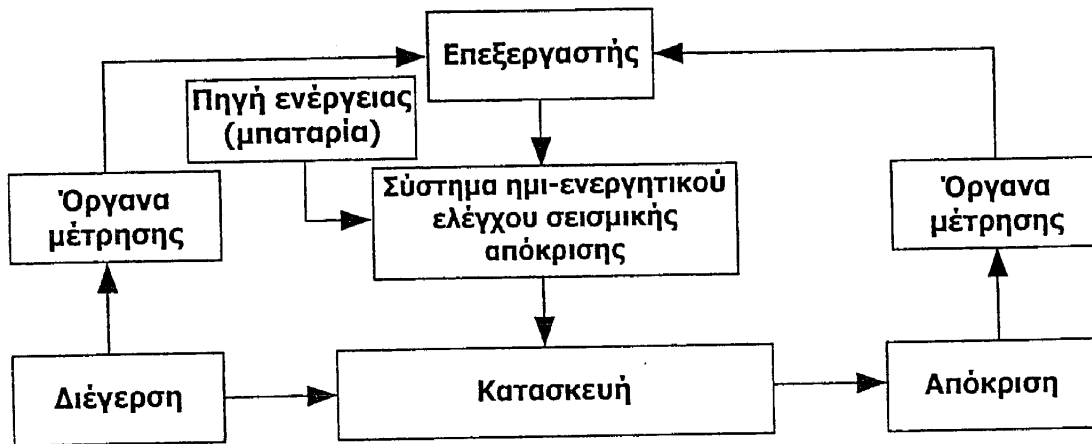 Επεξεργαστής
Πηγή ενέργειας
(μπαταρία)
Όργανα
μέτρησης
Σύστημα ημι-ενεργητικού
ελέγχου σεισμικής
απόκρισης
Όργανα
μέτρησης
Διέγερση
Κατασκευή
Απόκριση